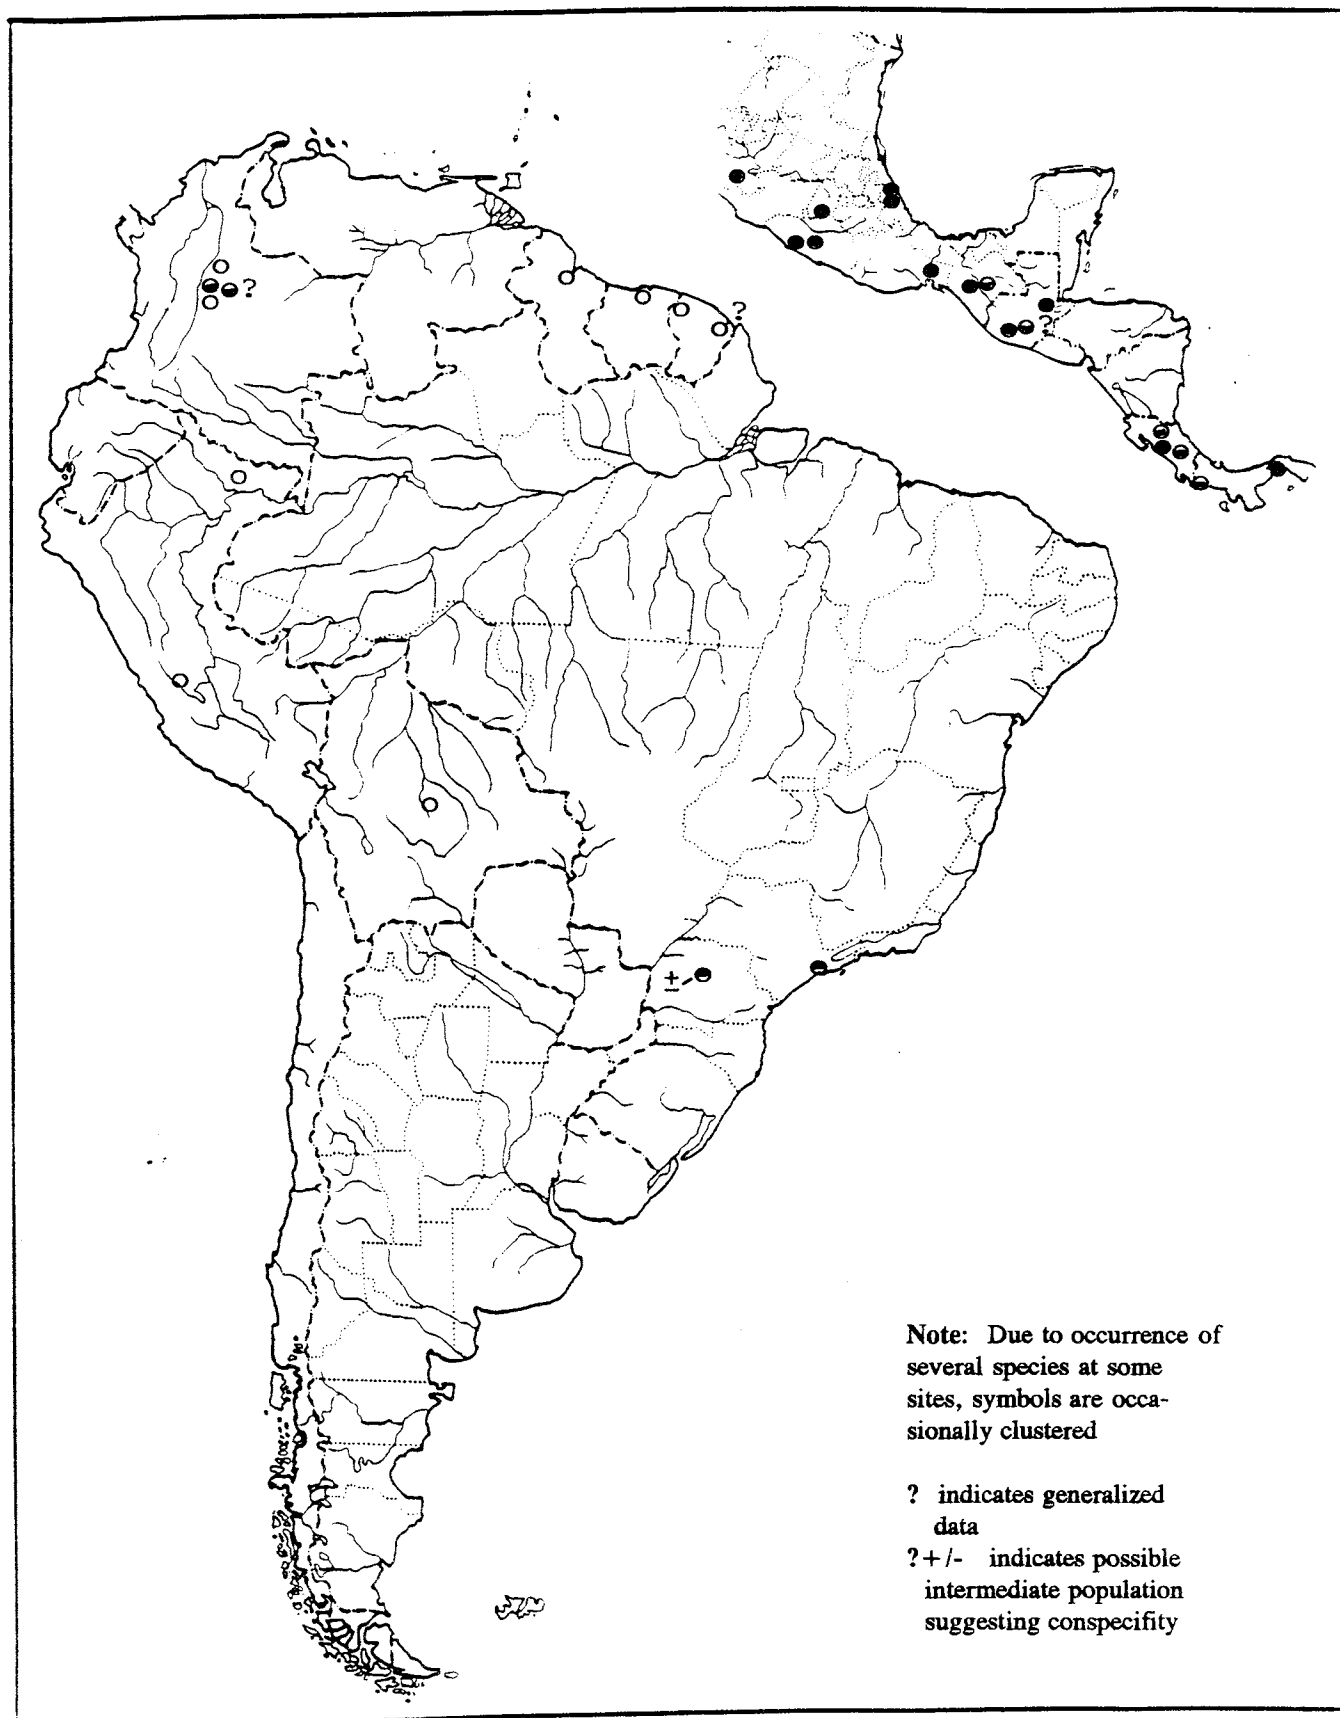 ?
?
?
±
Note: Due to occurrence of
several species at some
sites, symbols are occa-
sionally clustered
? indicates generalized
data
?+/- indicates possible
intermediate population
suggesting conspecifity